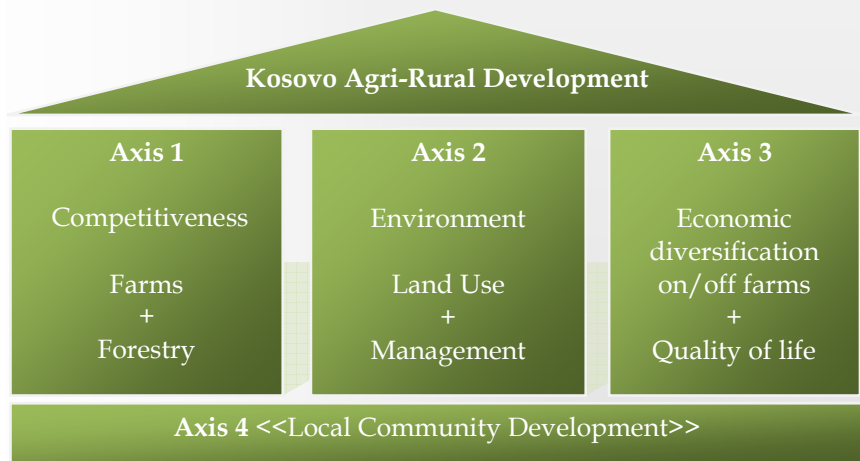 Kosovo Agri-Rural Development
Axis 1
Competitiveness
Farms
+
Forestry
Axis 2
Environment
Land Use
+
Management
Axis 3
Economic
diversification
on/off farms
+
Quality of life
Axis 4 <<Local Community Development>>